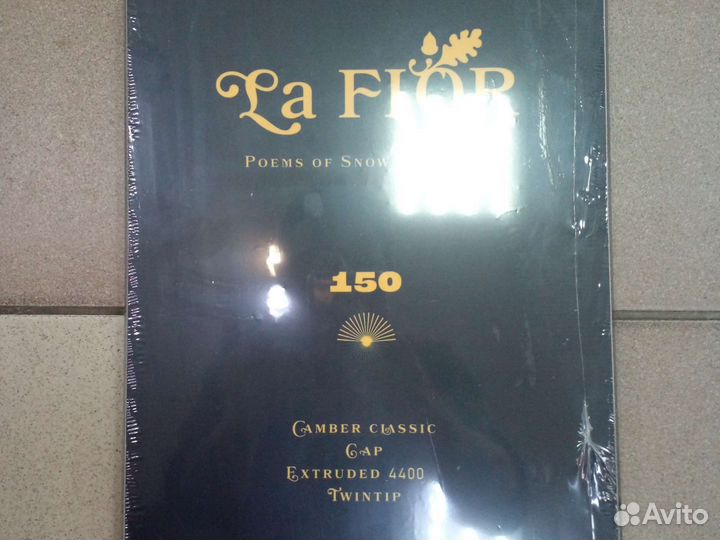 La FIOR
POEMS OF SNOW
150
CAMBER CLASSIC
CAP
EXTRUDED 4400
TWINTIP
Avito